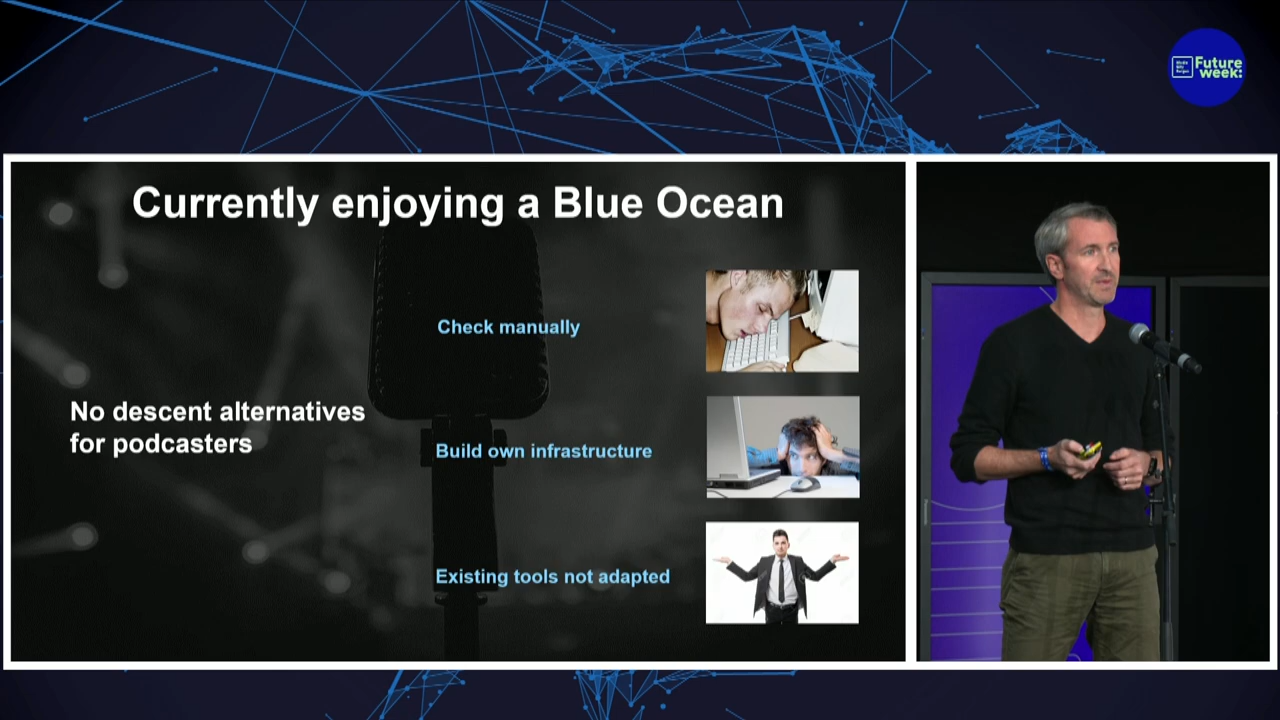 Future
week:
Currently enjoying a Blue Ocean
Check manually
No descent alternatives
for podcasters
Build own infrastructure
Existing tools not adapted